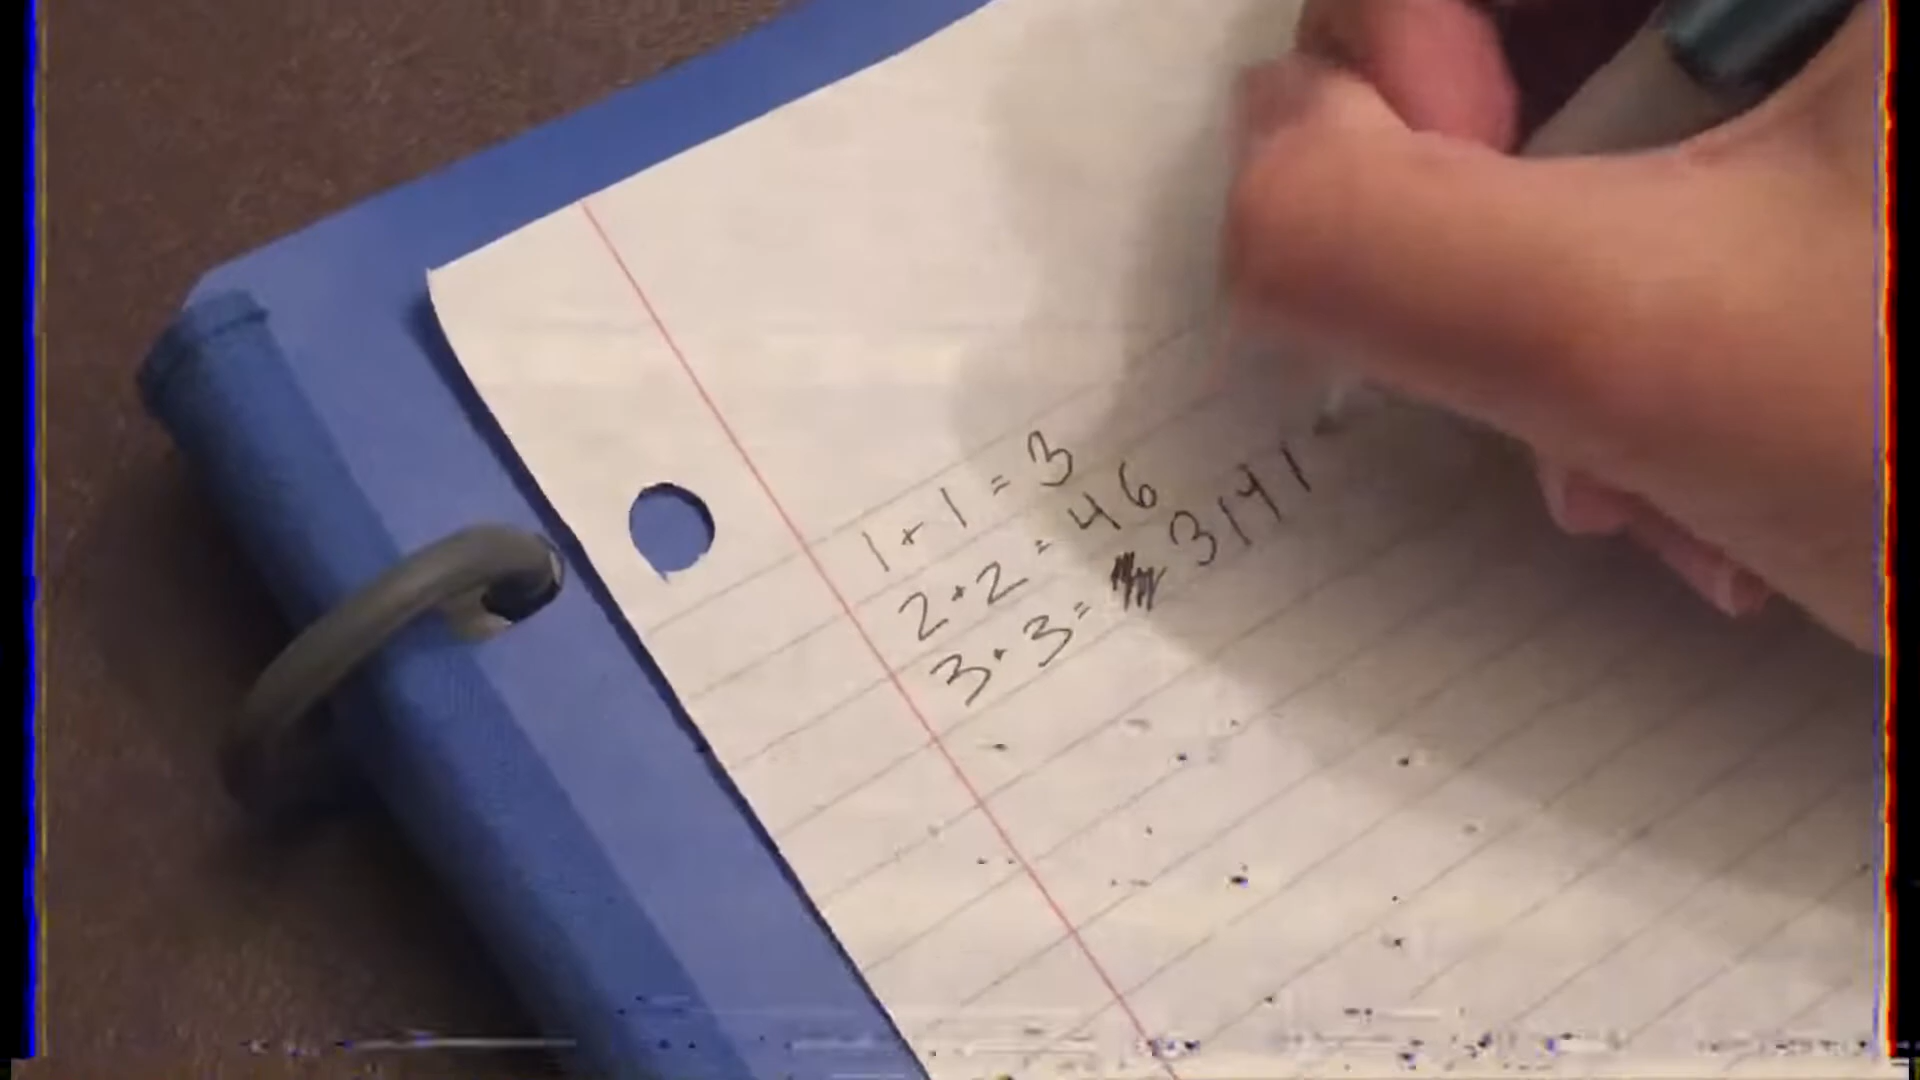 1 + 1 = 3
2 + 2 = 46
3 + 3 = 3141